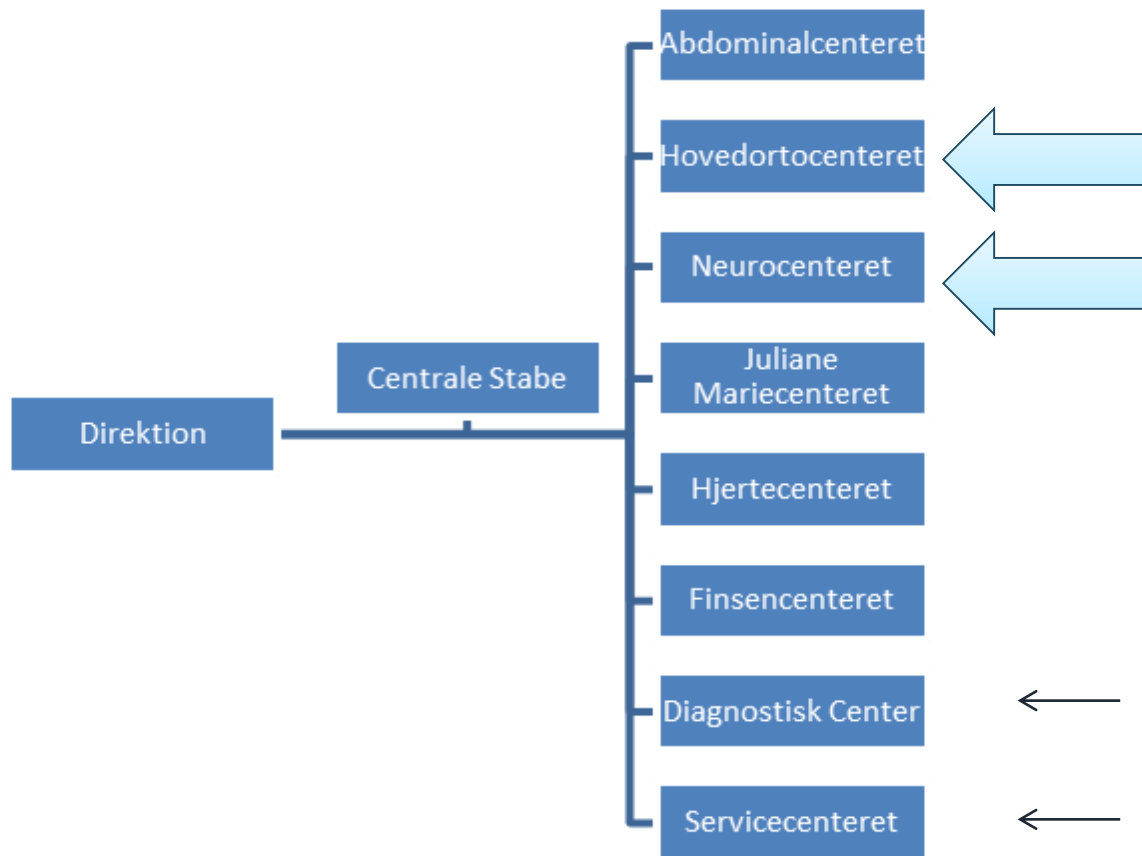 Direktion
Centrale Stabe
Abdominalcenteret
Hovedortocenteret
Neurocenteret
Juliane
Mariecenteret
Hjertecenteret
Finsencenteret
Diagnostisk Center
Servicecenteret